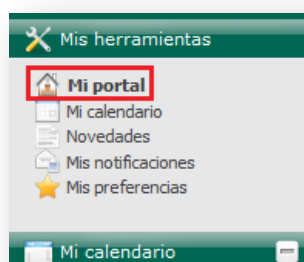 Mis herramientas
Mi portal
Mi calendario
Novedades
Mis notificaciones
Mis preferencias
Mi calendario